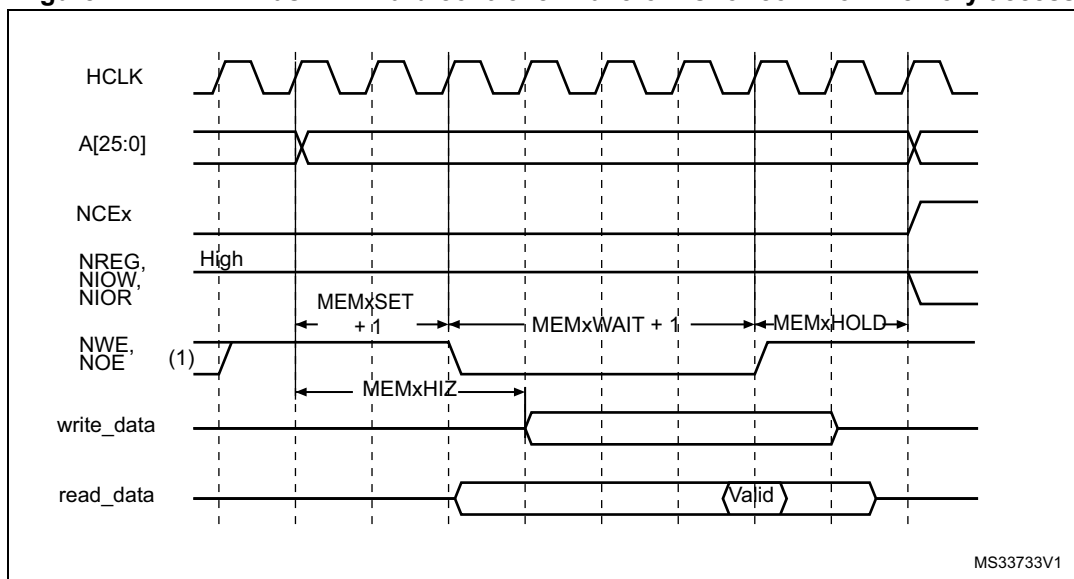 HCLK
A[25:0]
NCEx
NREG,
NIOW,
NIOR
High
MEMxSET
+ 1
MEMxWAIT + 1
MEMxHOLD
NWE,
NOE
(1)
MEMxHIZ
write_data
read_data
Valid
MS33733V1